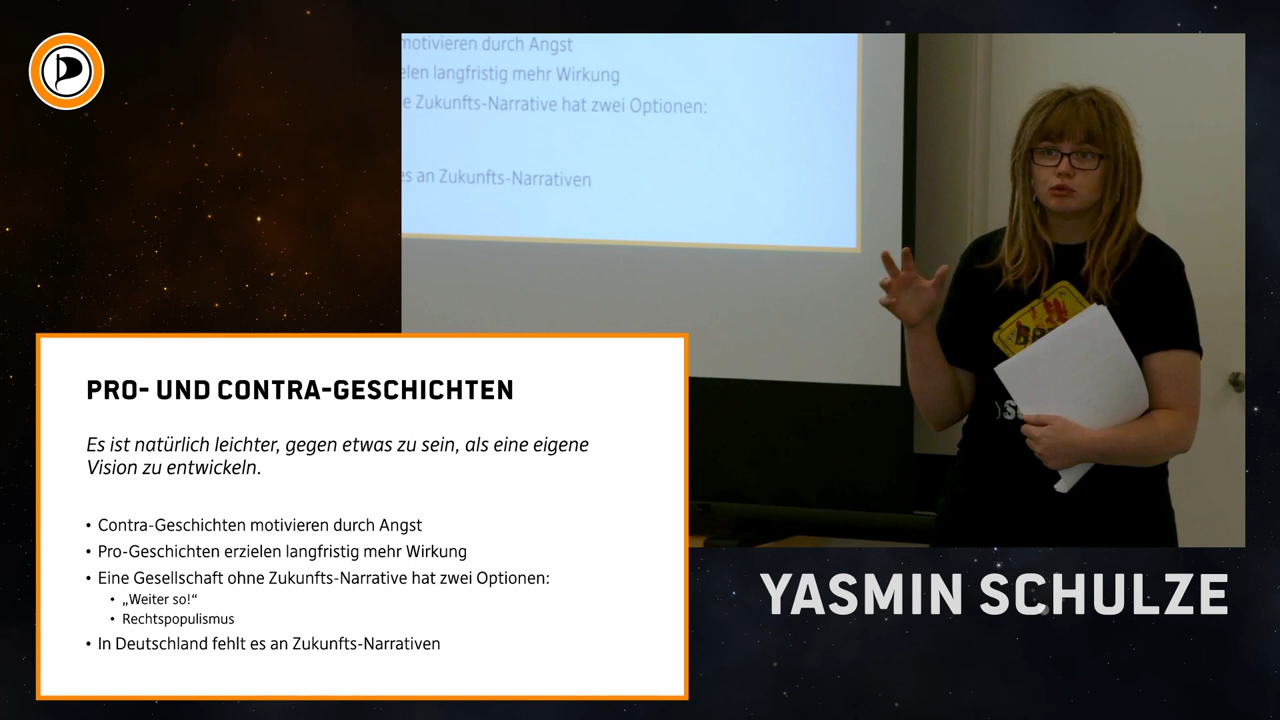 motivieren durch Angst
elen langfristig mehr Wirkung
e Zukunfts-Narrative hat zwei Optionen:
es an Zukunfts-Narrativen
PRO- UND CONTRA-GESCHICHTEN
Es ist natürlich leichter, gegen etwas zu sein, als eine eigene
Vision zu entwickeln.
• Contra-Geschichten motivieren durch Angst
• Pro-Geschichten erzielen langfristig mehr Wirkung
• Eine Gesellschaft ohne Zukunfts-Narrative hat zwei Optionen:
• „Weiter so!“
• Rechtspopulismus
• In Deutschland fehlt es an Zukunfts-Narrativen
YASMIN SCHULZE